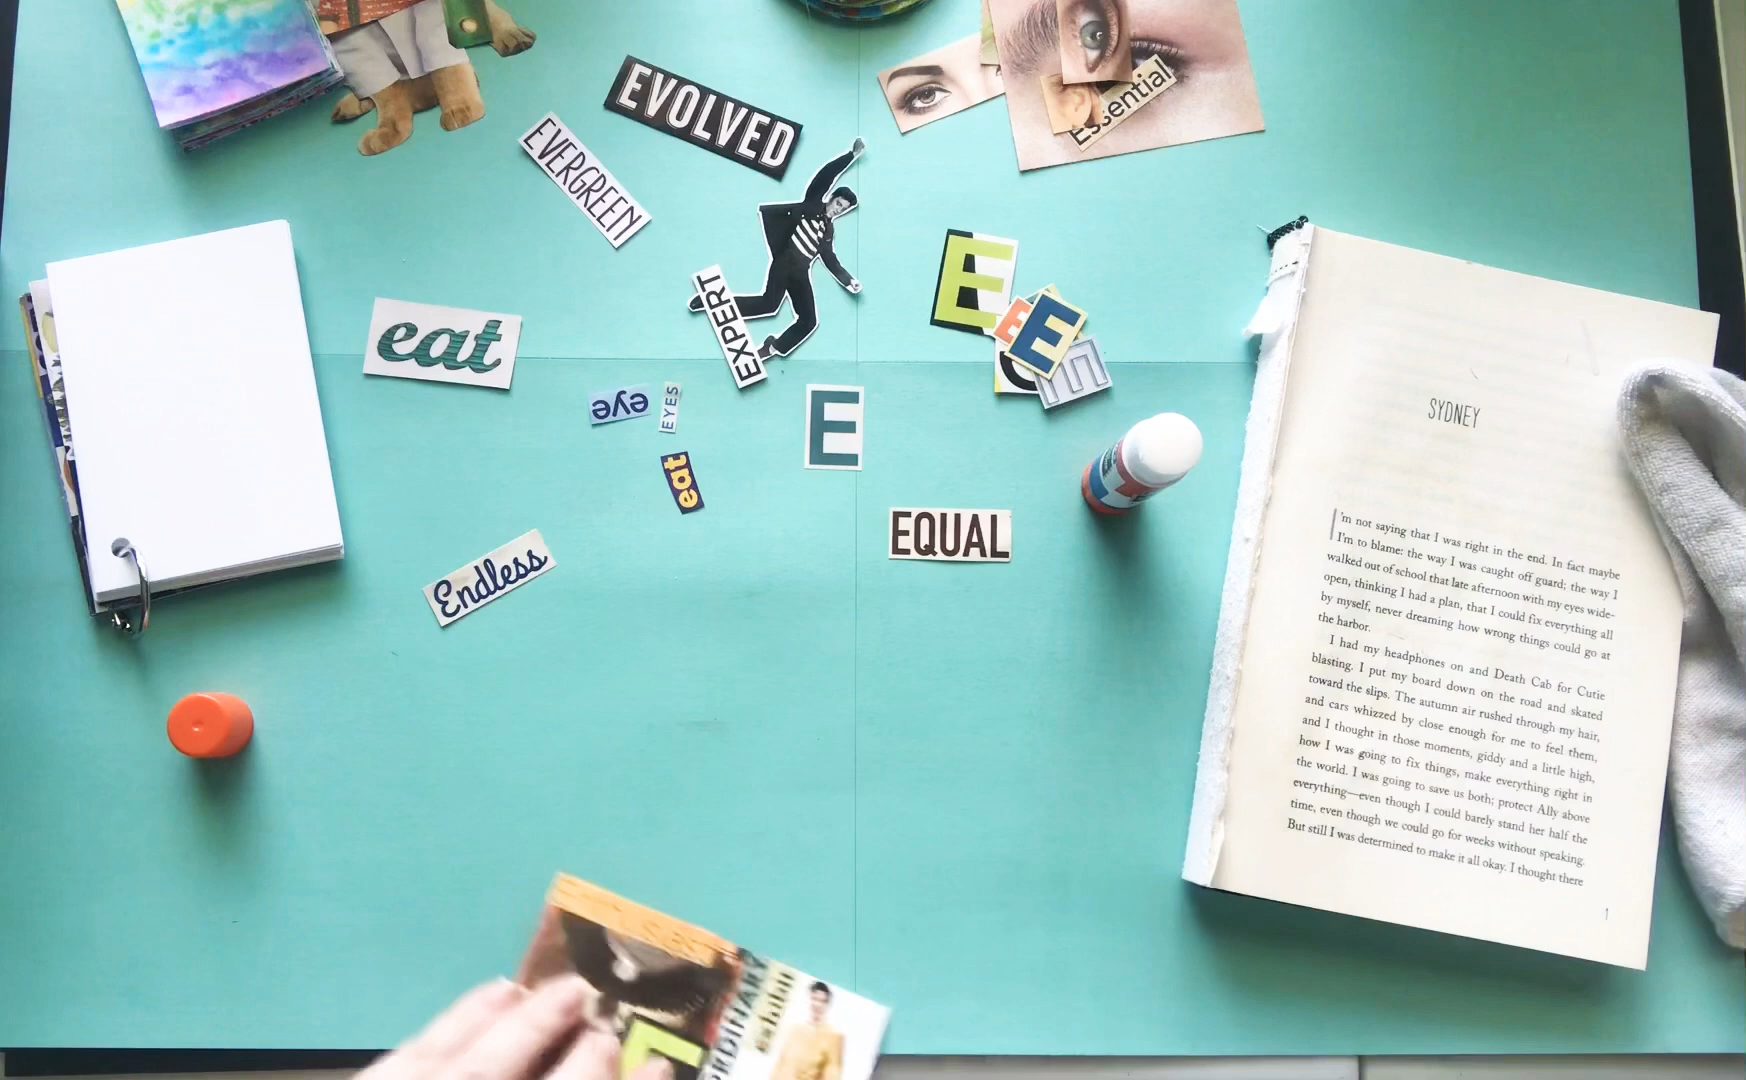 EVOLVED
EVERGREEN
Essential
EXPERT
eat
E
E
E
E
eye
EYES
eat
E
EQUAL
Endless
SYDNEY
I'm not saying that I was right in the end. In fact maybe
I'm to blame: the way I was caught off guard; the way I
walked out of school that late afternoon with my eyes wide-
open, thinking I had a plan, that I could fix everything all
by myself, never dreaming how wrong things could go at
the harbor.
I had my headphones on and Death Cab for Cutie
blasting. I put my board down on the road and skated
toward the slips. The autumn air rushed through my hair,
and cars whizzed by close enough for me to feel them,
and I thought in those moments, giddy and a little high,
how I was going to fix things, make everything right in
the world. I was going to save us both; protect Ally above
everything—even though I could barely stand her half the
time, even though we could go for weeks without speaking.
But still I was determined to make it all okay. I thought there
1
exhibit